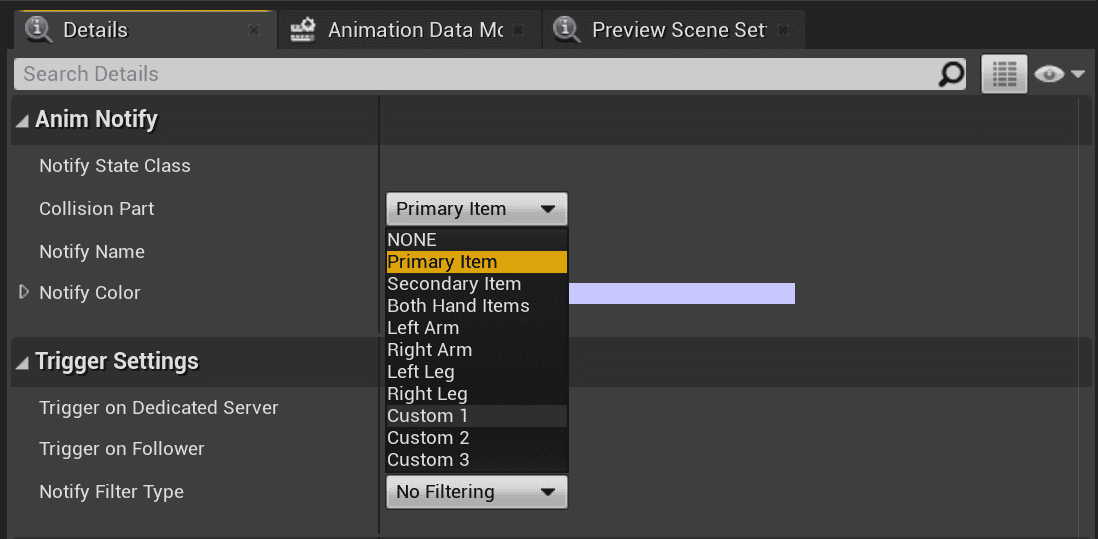 Details
Animation Data Mo
Preview Scene Set
Search Details
Anim Notify
Notify State Class
Collision Part
Primary Item
Notify Name
Notify Color
NONE
Primary Item
Secondary Item
Both Hand Items
Left Arm
Right Arm
Left Leg
Right Leg
Custom 1
Custom 2
Custom 3
Trigger Settings
Trigger on Dedicated Server
Trigger on Follower
Notify Filter Type
No Filtering